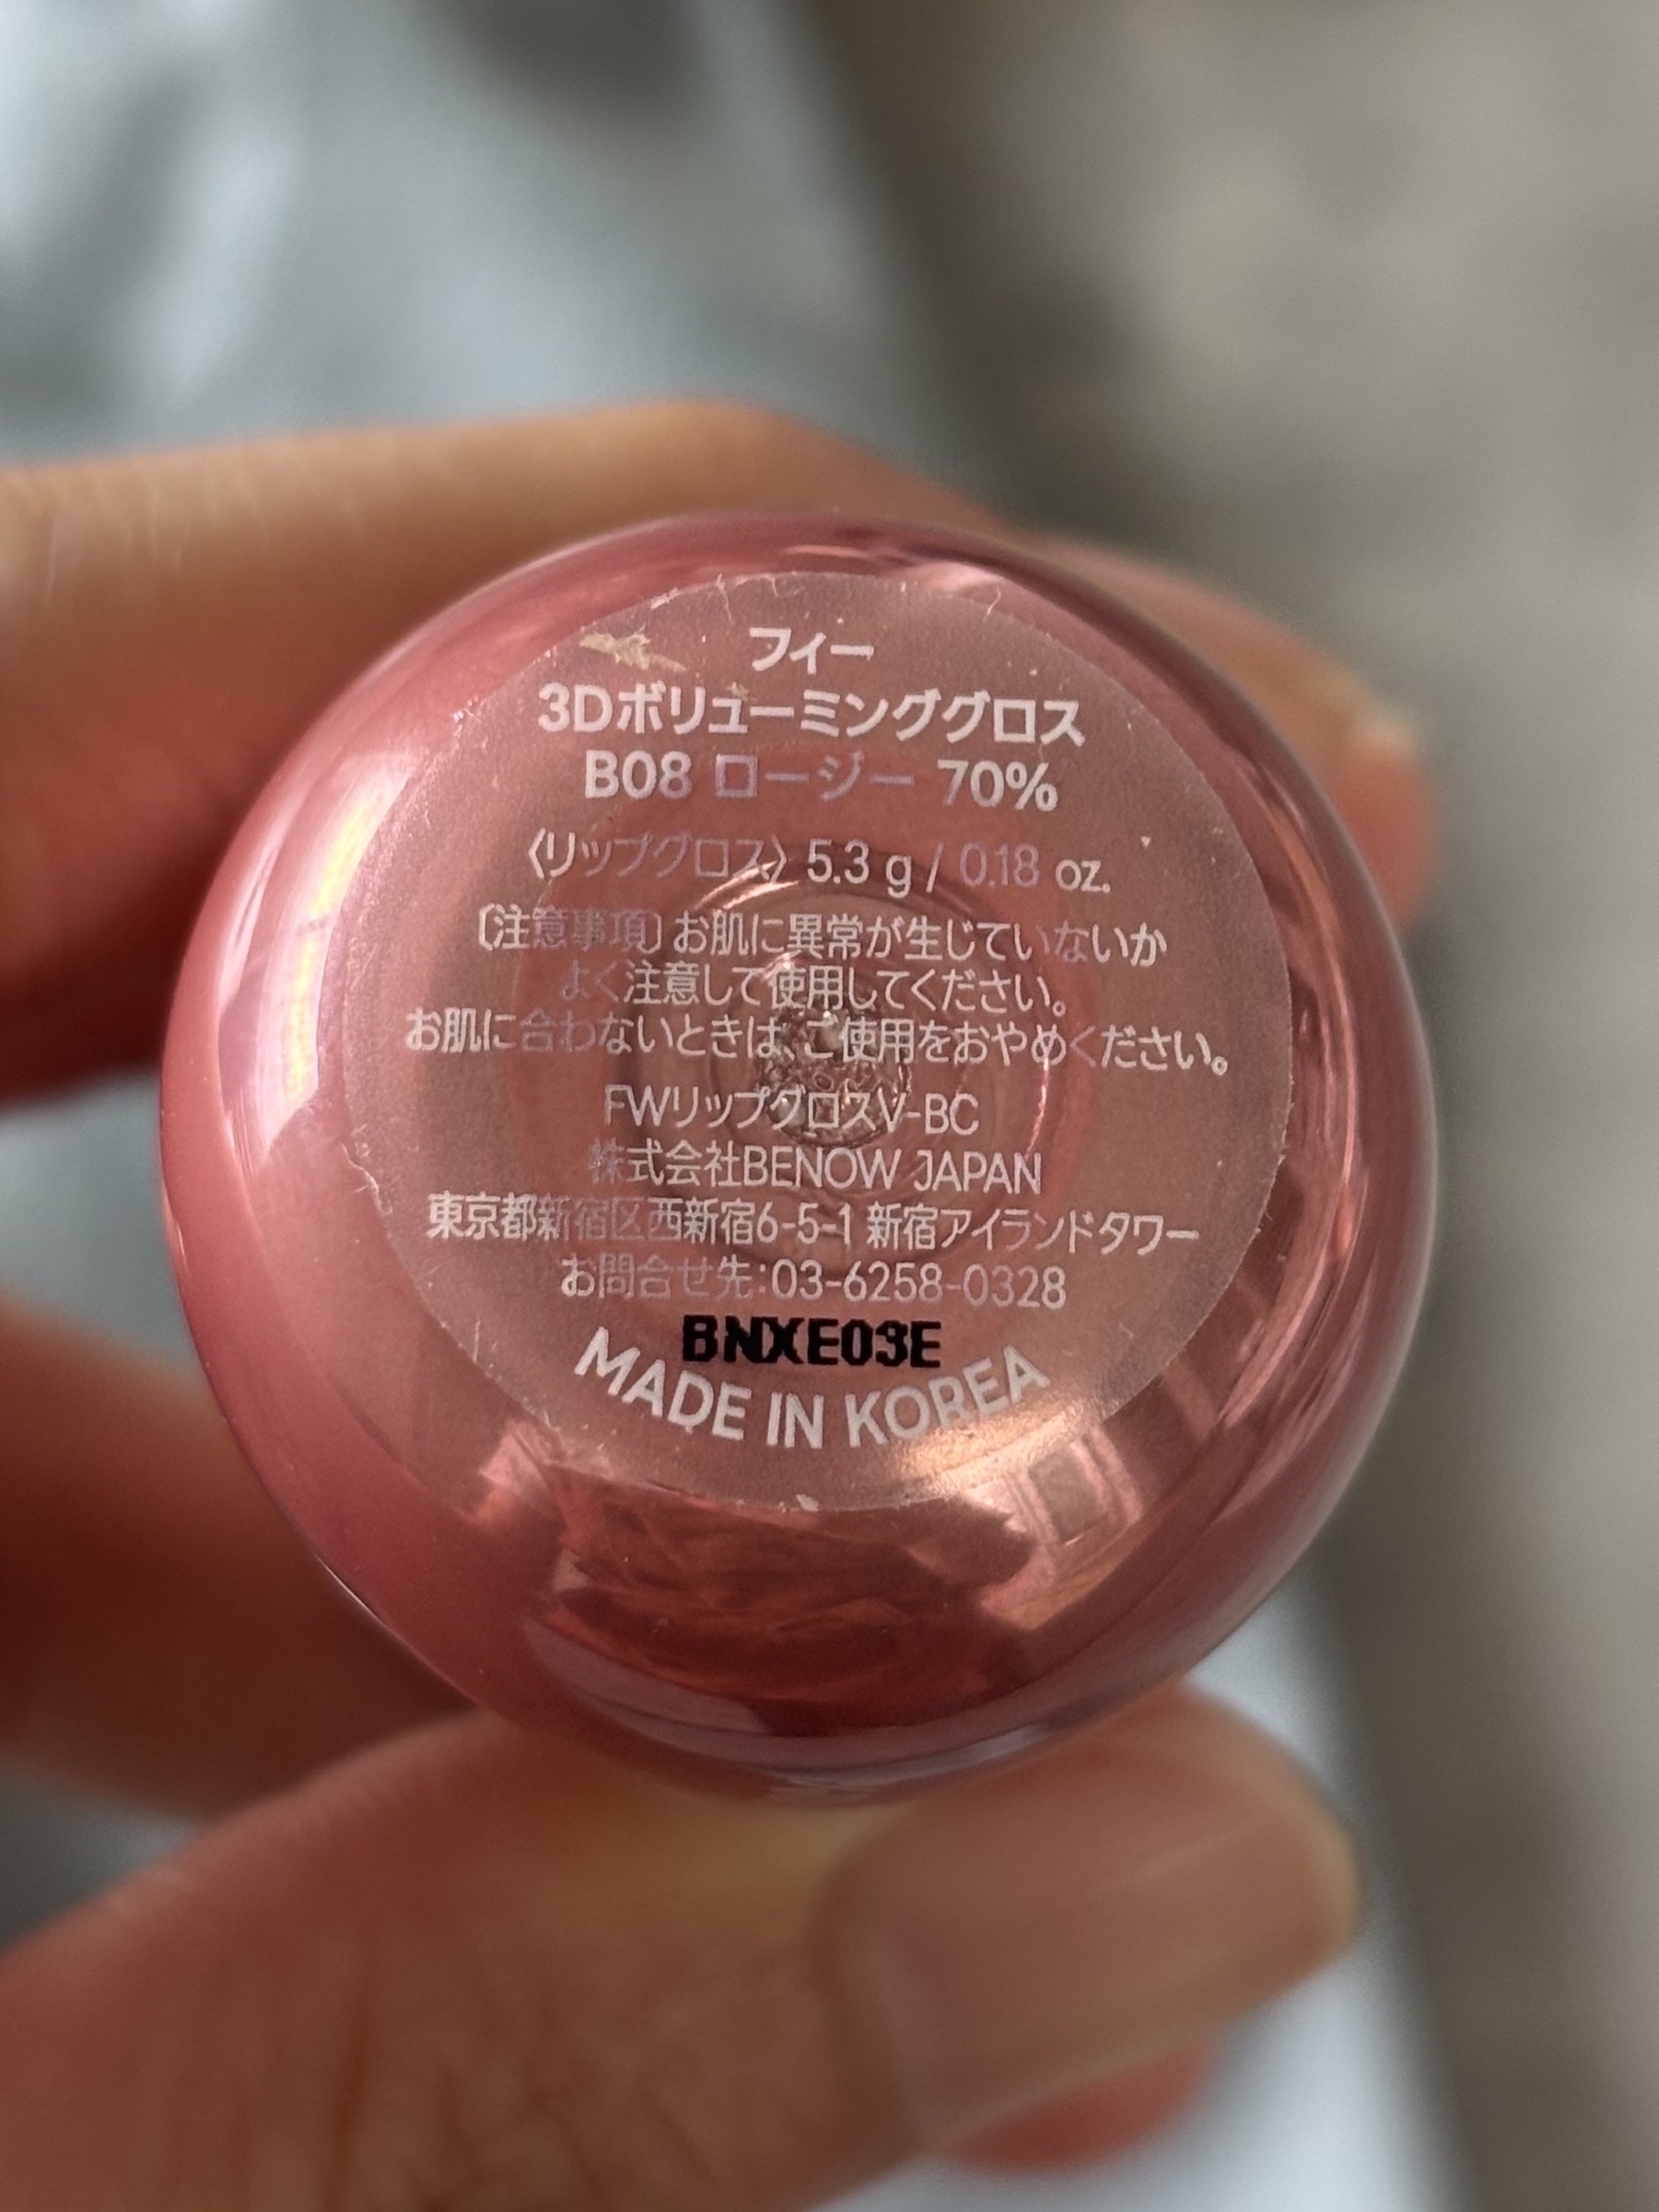 フィー
3Dボリューミンググロス
B08 ロージー 70%
〈リップグロス〉 5.3 g / 0.18 oz.
〔注意事項〕お肌に異常が生じていないか
よく注意して使用してください。
お肌に合わないときは、ご使用をおやめください。
FWリップグロスV-BC
株式会社BENOW JAPAN
東京都新宿区西新宿6-5-1 新宿アイランドタワー
お問合せ先:03-6258-0328
BNXE03E
MADE IN KOREA